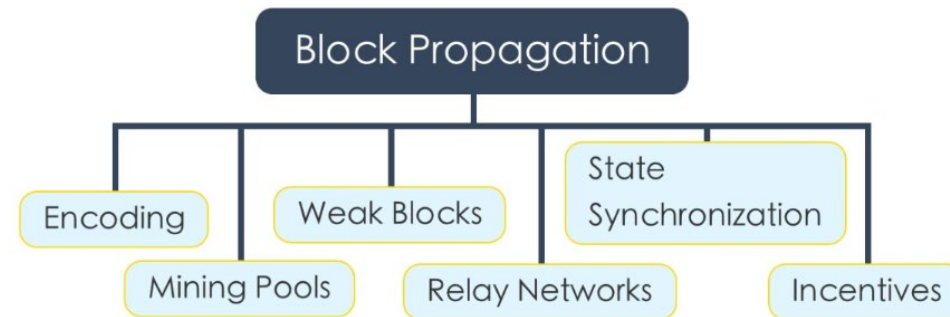 Block Propagation
Encoding
Mining Pools
Weak Blocks
Relay Networks
State
Synchronization
Incentives